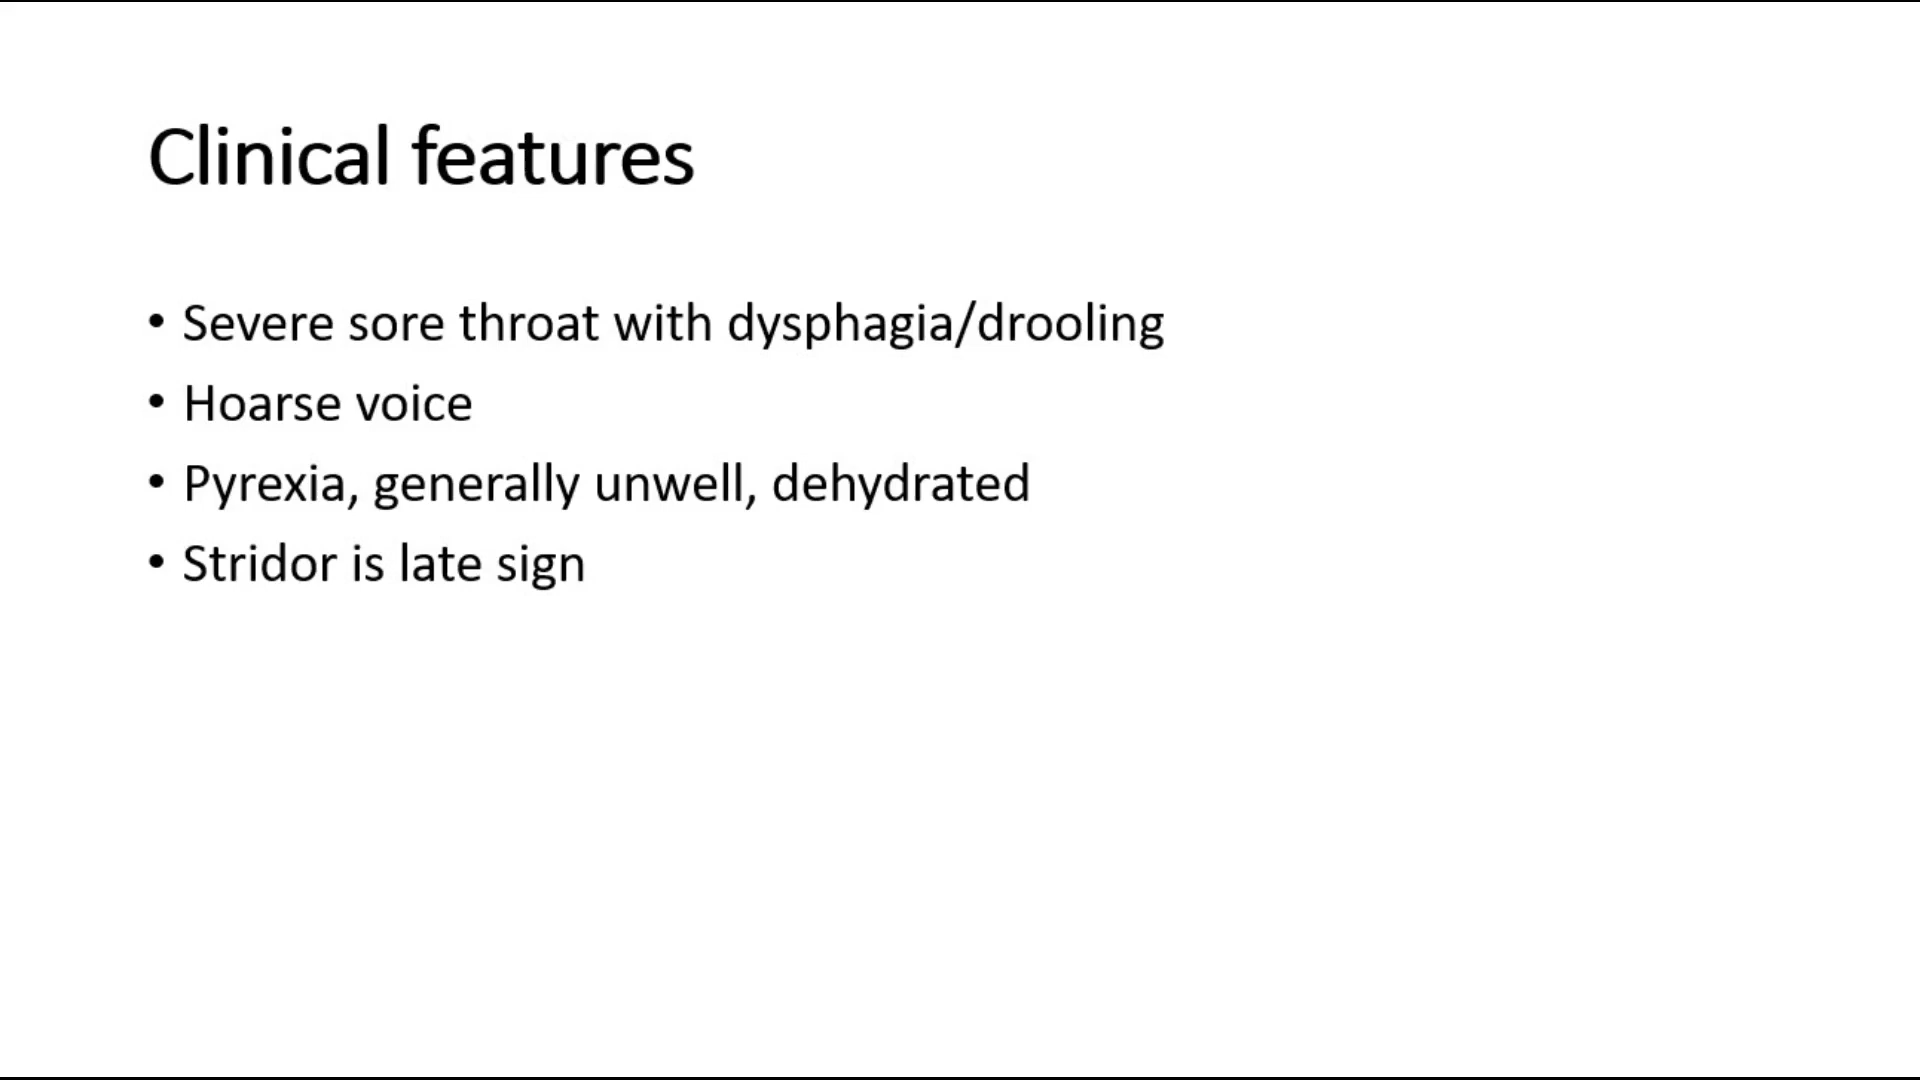 Clinical features
• Severe sore throat with dysphagia/drooling
• Hoarse voice
• Pyrexia, generally unwell, dehydrated
• Stridor is late sign